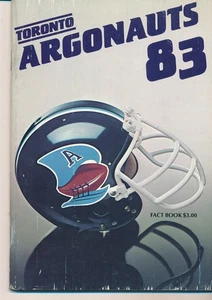 TORONTO
ARGONAUTS
83
A
FACT BOOK $3.00